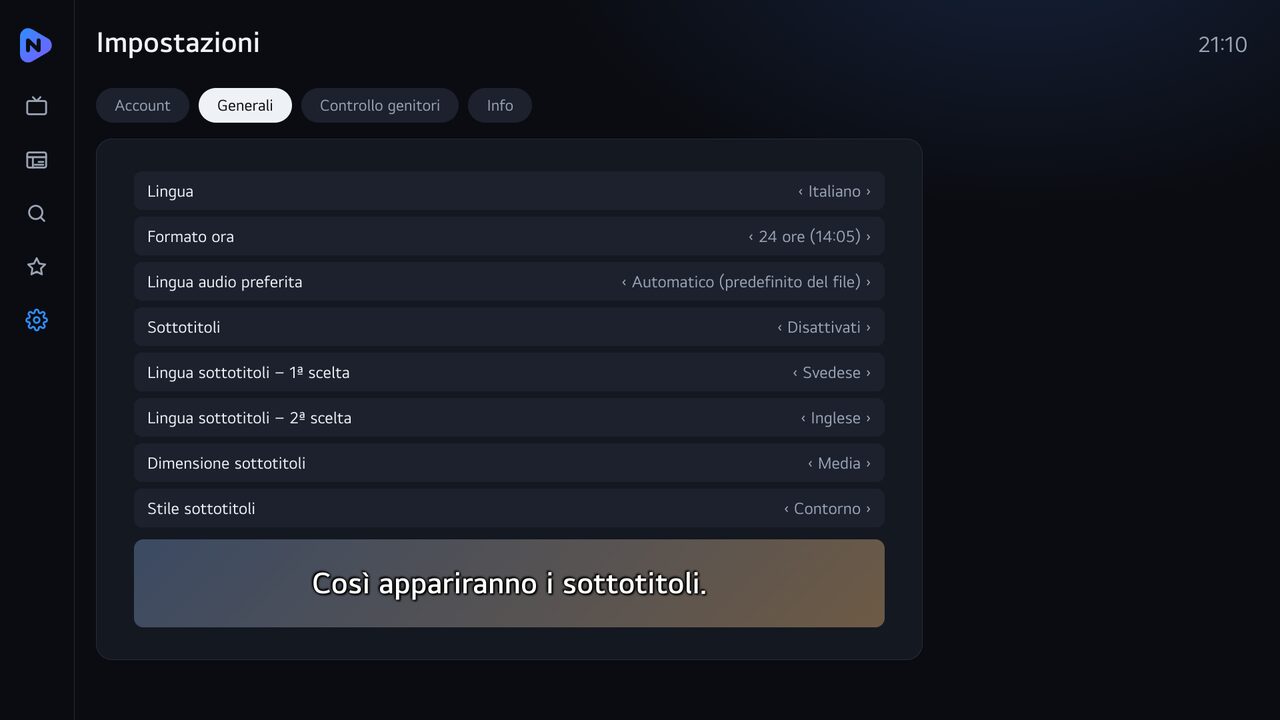 Impostazioni
21:10
Account
Generali
Controllo genitori
Info
Lingua
‹ Italiano ›
Formato ora
‹ 24 ore (14:05) ›
Lingua audio preferita
‹ Automatico (predefinito del file) ›
Sottotitoli
‹ Disattivati ›
Lingua sottotitoli – 1ª scelta
‹ Svedese ›
Lingua sottotitoli – 2ª scelta
‹ Inglese ›
Dimensione sottotitoli
‹ Media ›
Stile sottotitoli
‹ Contorno ›
Così appariranno i sottotitoli.